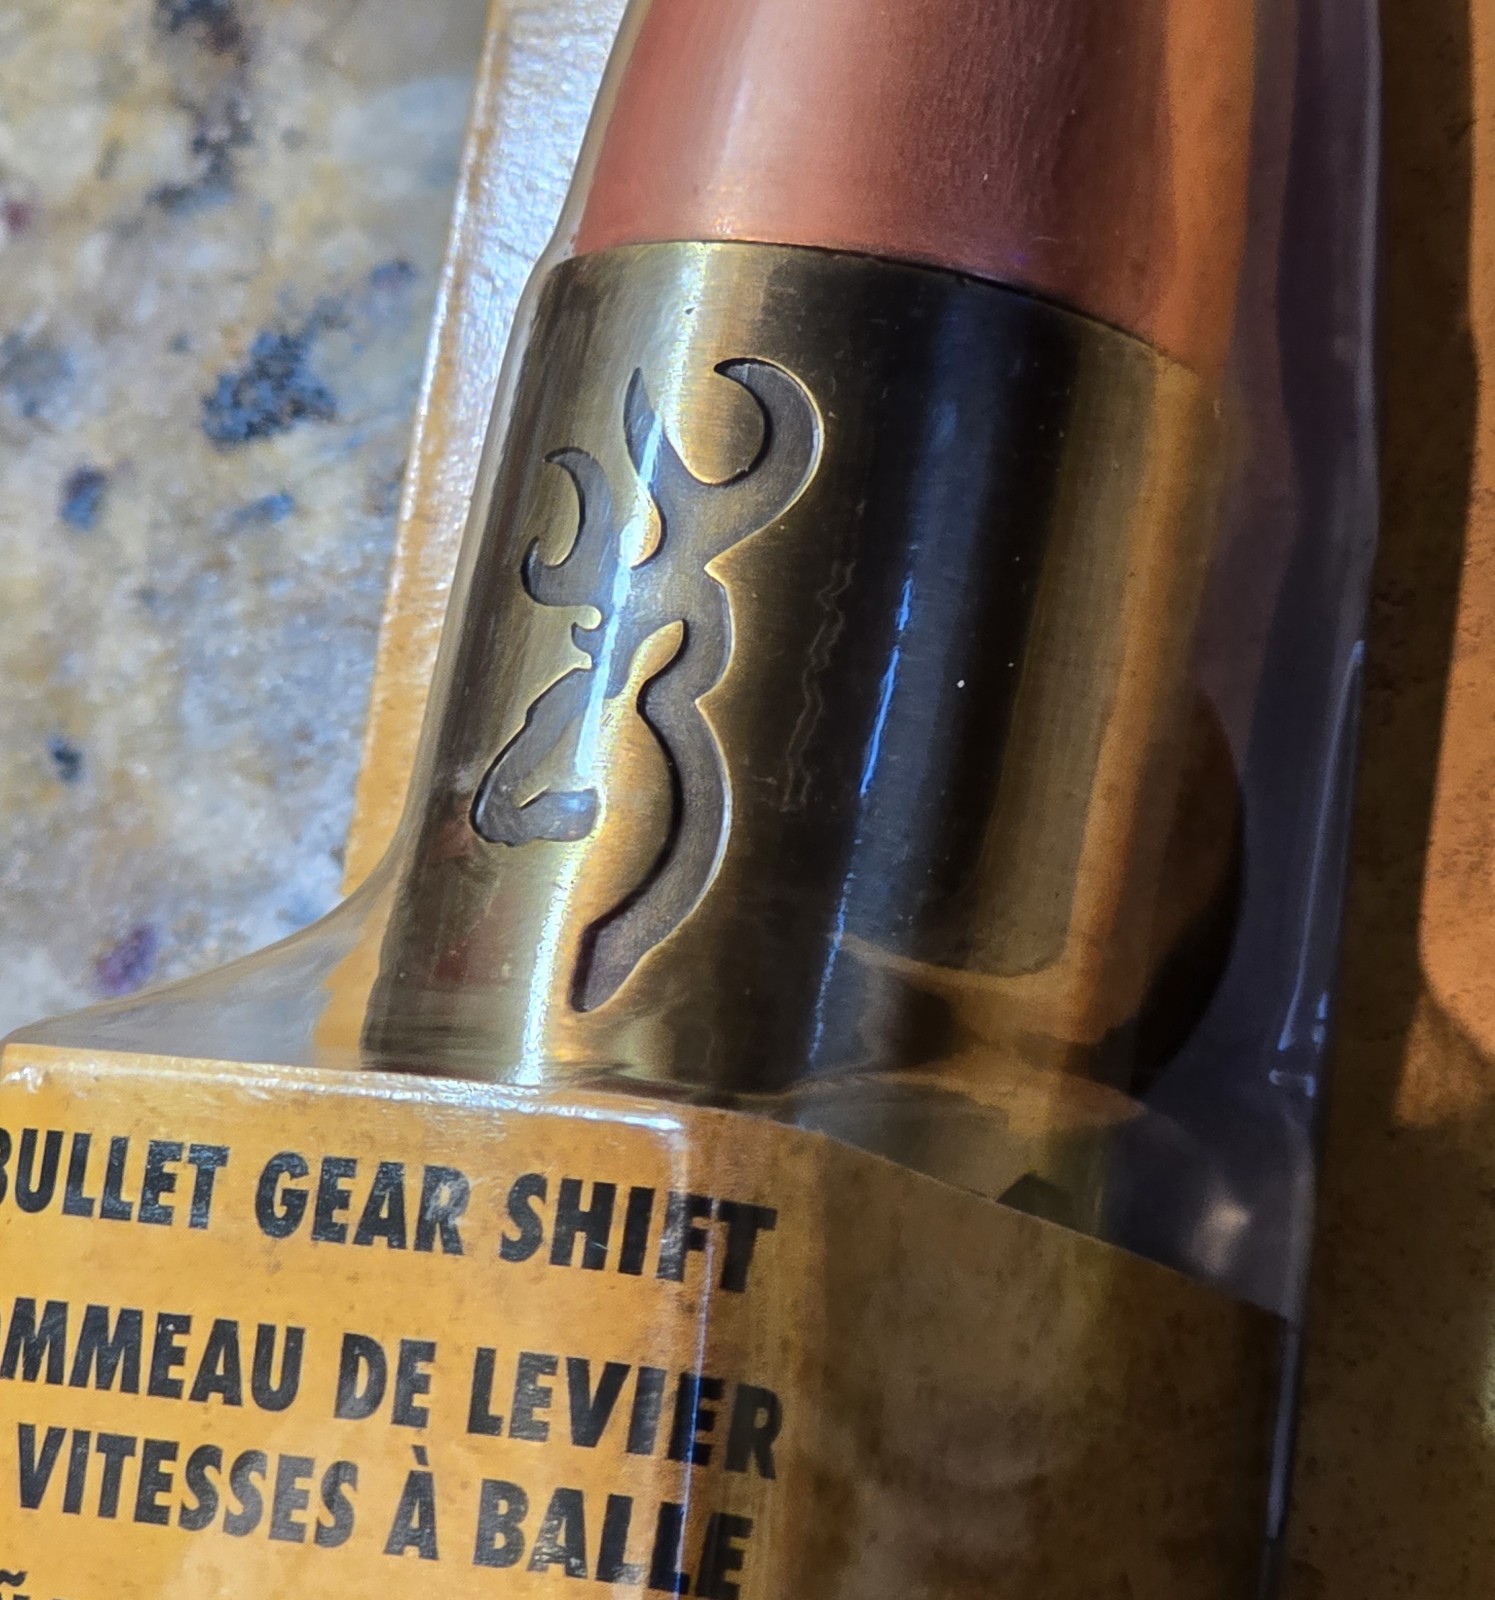 BULLET GEAR SHIFT
OMMEAU DE LEVIER
VITESSES À BALLE